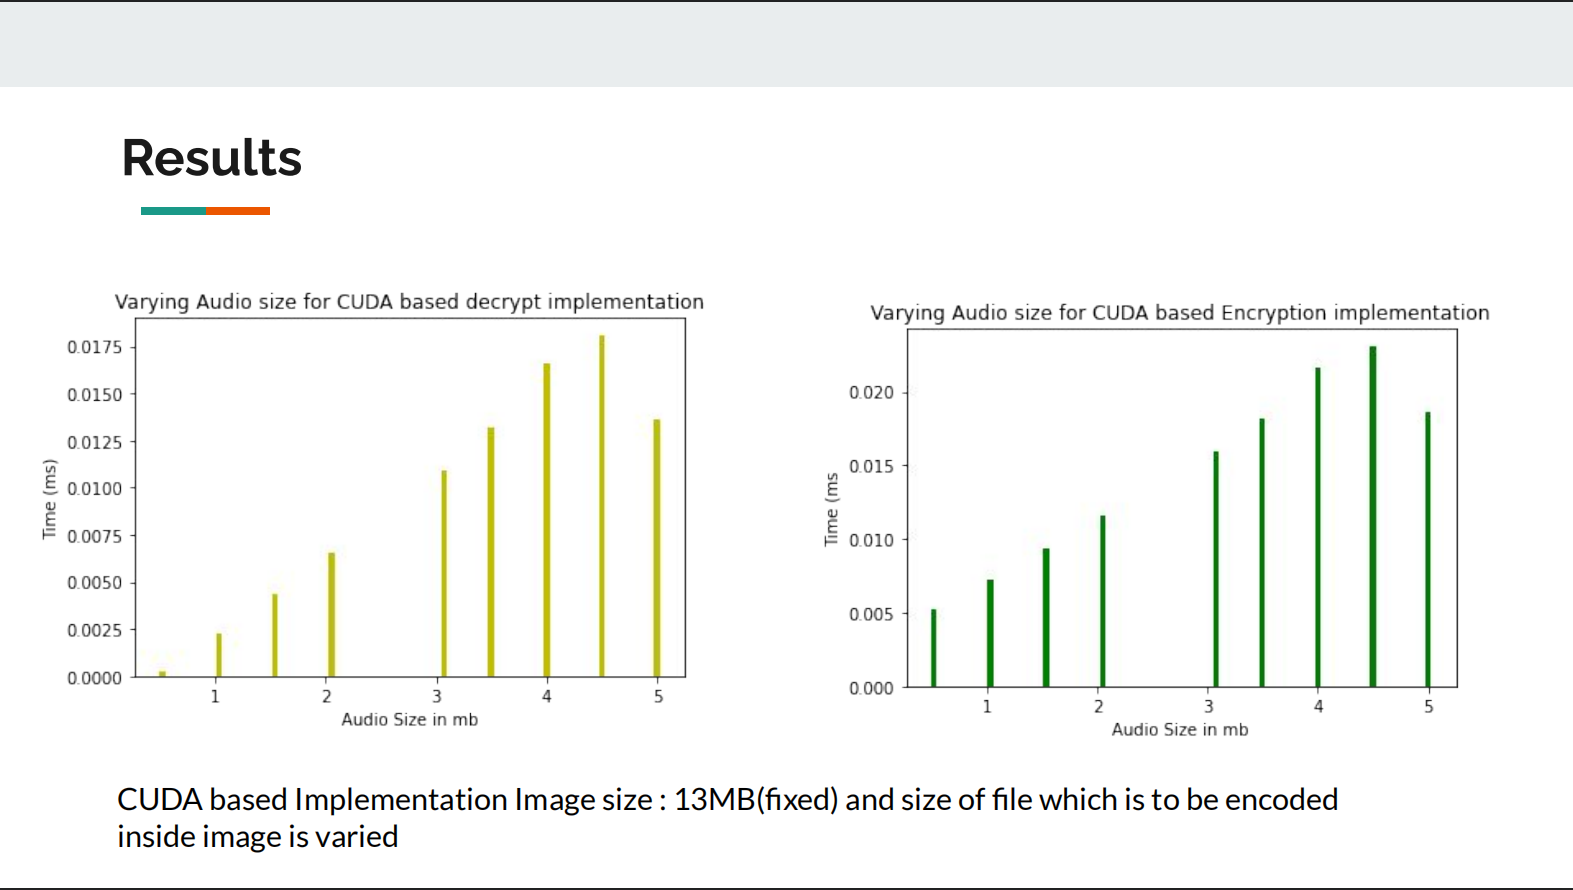 Results
Varying Audio size for CUDA based decrypt implementation
0.0175
0.0150
0.0125
0.0100
0.0075
0.0050
0.0025
0.0000
Time (ms)
1 2 3 4 5
Audio Size in mb
Varying Audio size for CUDA based Encryption implementation
0.020
0.015
0.010
0.005
0.000
Time (ms
1 2 3 4 5
Audio Size in mb
CUDA based Implementation Image size : 13MB(fixed) and size of file which is to be encoded
inside image is varied